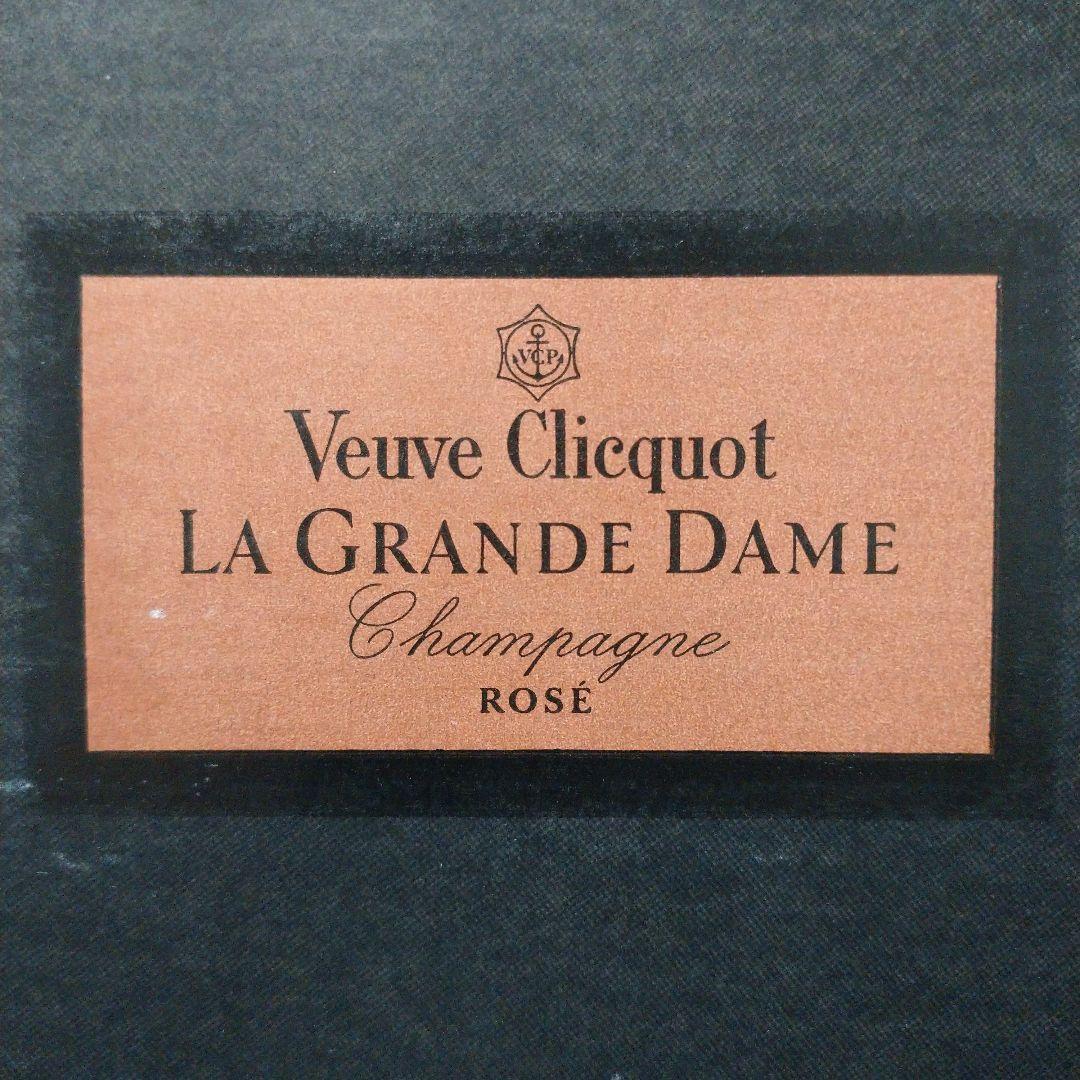 VCP
Veuve Clicquot
LA GRANDE DAME
Champagne
ROSÉ